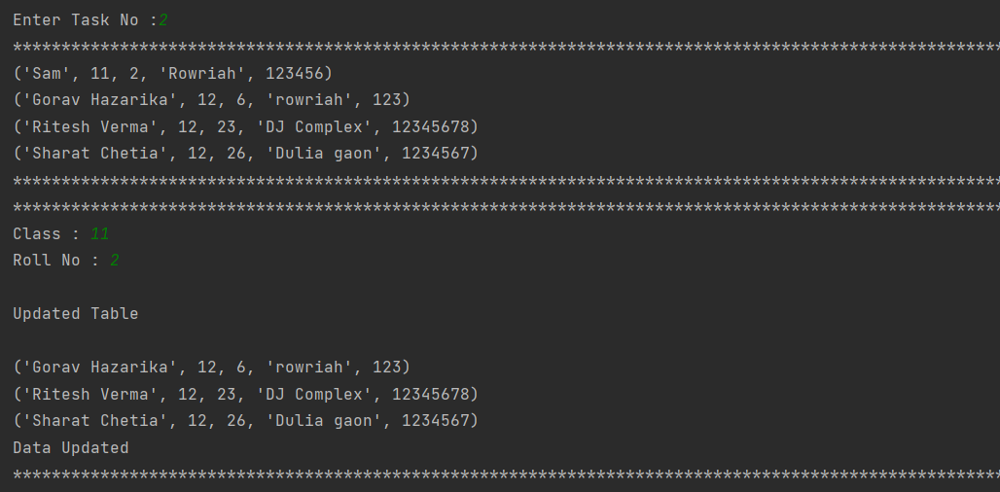 Enter Task No :2
******************************************************************************************************
('Sam', 11, 2, 'Rowriah', 123456)
('Gorav Hazarika', 12, 6, 'rowriah', 123)
('Ritesh Verma', 12, 23, 'DJ Complex', 12345678)
('Sharat Chetia', 12, 26, 'Dulia gaon', 1234567)
******************************************************************************************************
******************************************************************************************************
Class : 11
Roll No : 2
Updated Table
('Gorav Hazarika', 12, 6, 'rowriah', 123)
('Ritesh Verma', 12, 23, 'DJ Complex', 12345678)
('Sharat Chetia', 12, 26, 'Dulia gaon', 1234567)
Data Updated
******************************************************************************************************